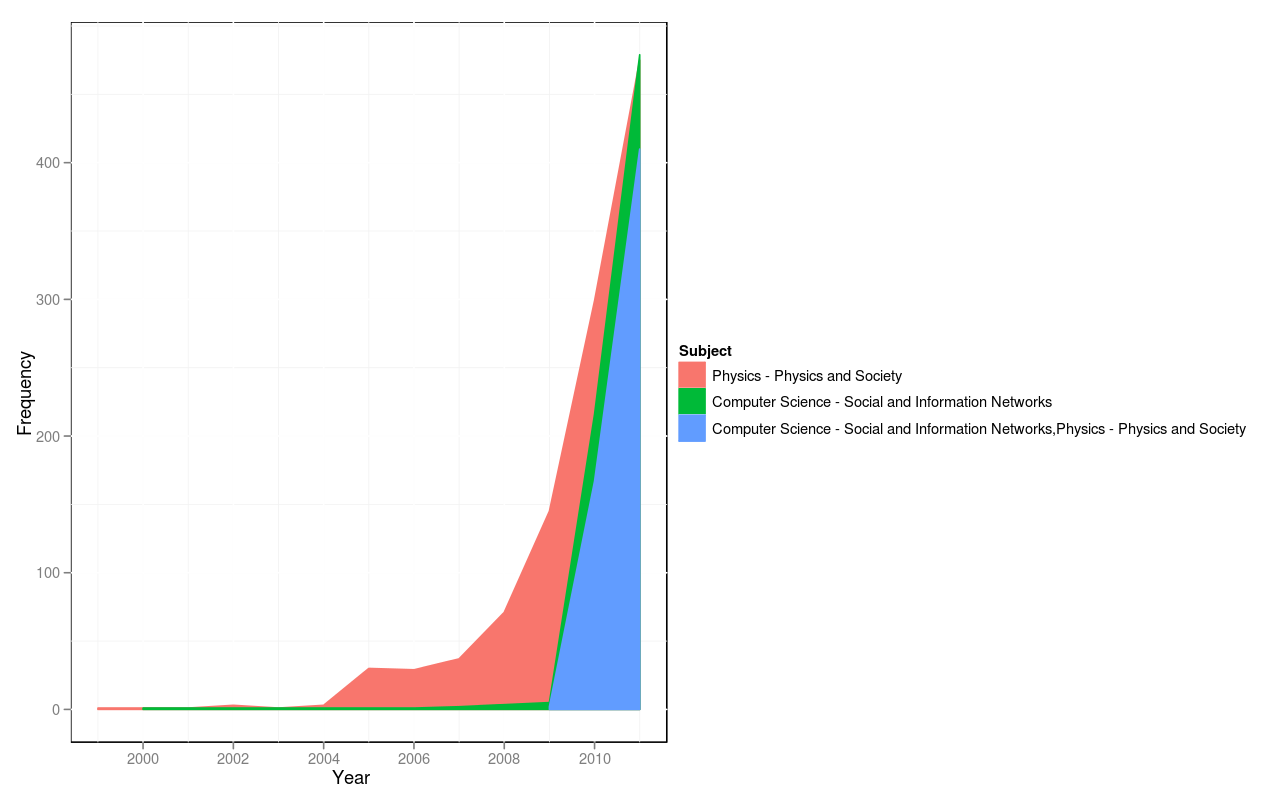 400
300
200
100
0
Frequency
2000 2002 2004 2006 2008 2010
Year
Subject
Physics - Physics and Society
Computer Science - Social and Information Networks
Computer Science - Social and Information Networks,Physics - Physics and Society